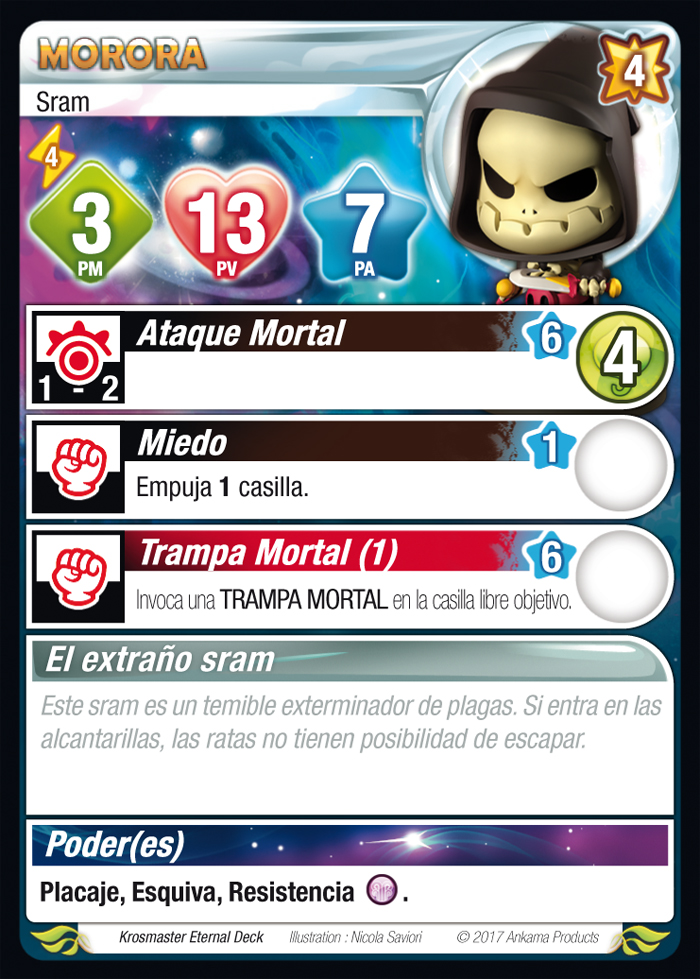 MORORA
4
Sram
4
3
PM
13
PV
7
PA
Ataque Mortal
6
4
1 - 2
Miedo
1
Empuja 1 casilla.
Trampa Mortal (1)
6
Invoca una TRAMPA MORTAL en la casilla libre objetivo.
El extraño sram
Este sram es un temible exterminador de plagas. Si entra en las
alcantarillas, las ratas no tienen posibilidad de escapar.
Poder(es)
Placaje, Esquiva, Resistencia .
Krosmaster Eternal Deck Illustration : Nicola Saviori © 2017 Ankama Products